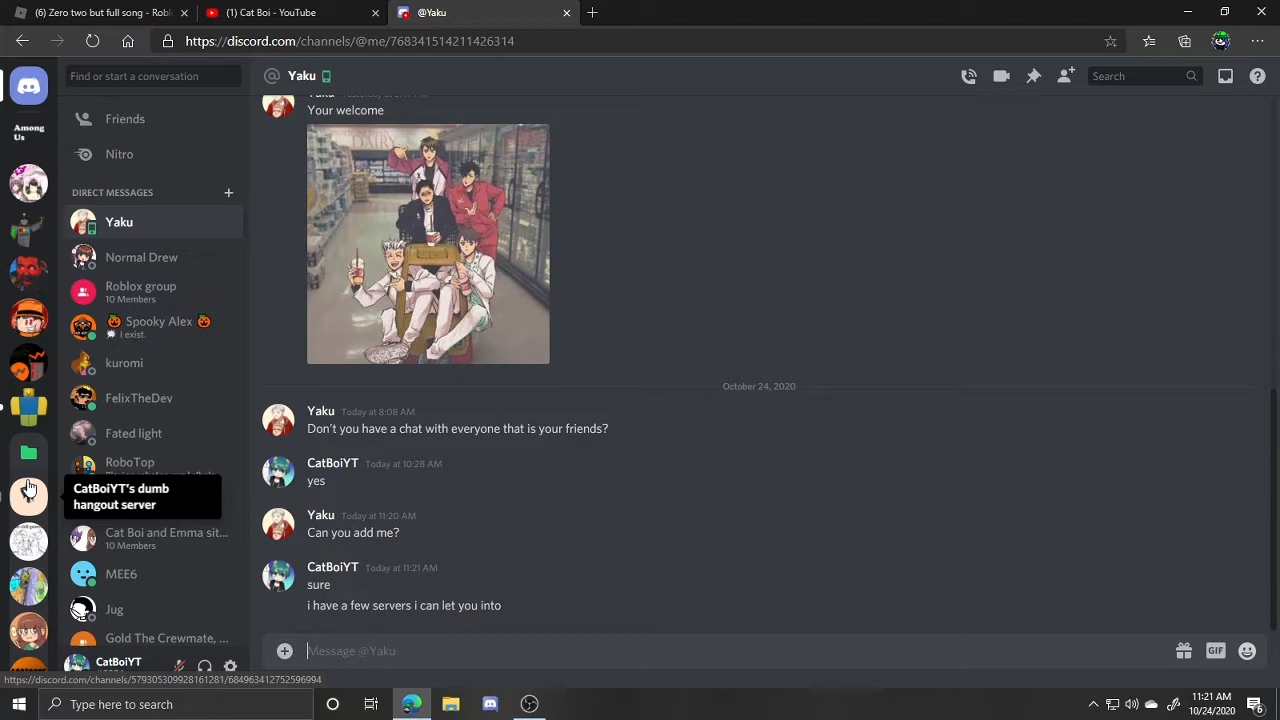 (6) Zero two but full song - Robl
(1) Cat Boi - YouTube
@Yaku
https://discord.com/channels/@me/768341514211426314
Find or start a conversation
Yaku
Search
Among Us
Friends
Nitro
DIRECT MESSAGES
Yaku
Normal Drew
Roblox group
10 Members
🎃 Spooky Alex 🎃
I exist.
kuromi
FelixTheDev
Fated light
RoboTop
CatBoiYT's dumb
hangout server
Cat Boi and Emma sit...
10 Members
MEE6
Jug
Gold The Crewmate, ...
CatBoiYT
Your welcome
DAIRY
October 24, 2020
Yaku Today at 8:08 AM
Don't you have a chat with everyone that is your friends?
CatBoiYT Today at 10:28 AM
yes
Yaku Today at 11:20 AM
Can you add me?
CatBoiYT Today at 11:21 AM
sure
i have a few servers i can let you into
Message @Yaku
GIF
https://discord.com/channels/579305309928161281/684963412752596994
Type here to search
11:21 AM
10/24/2020
6